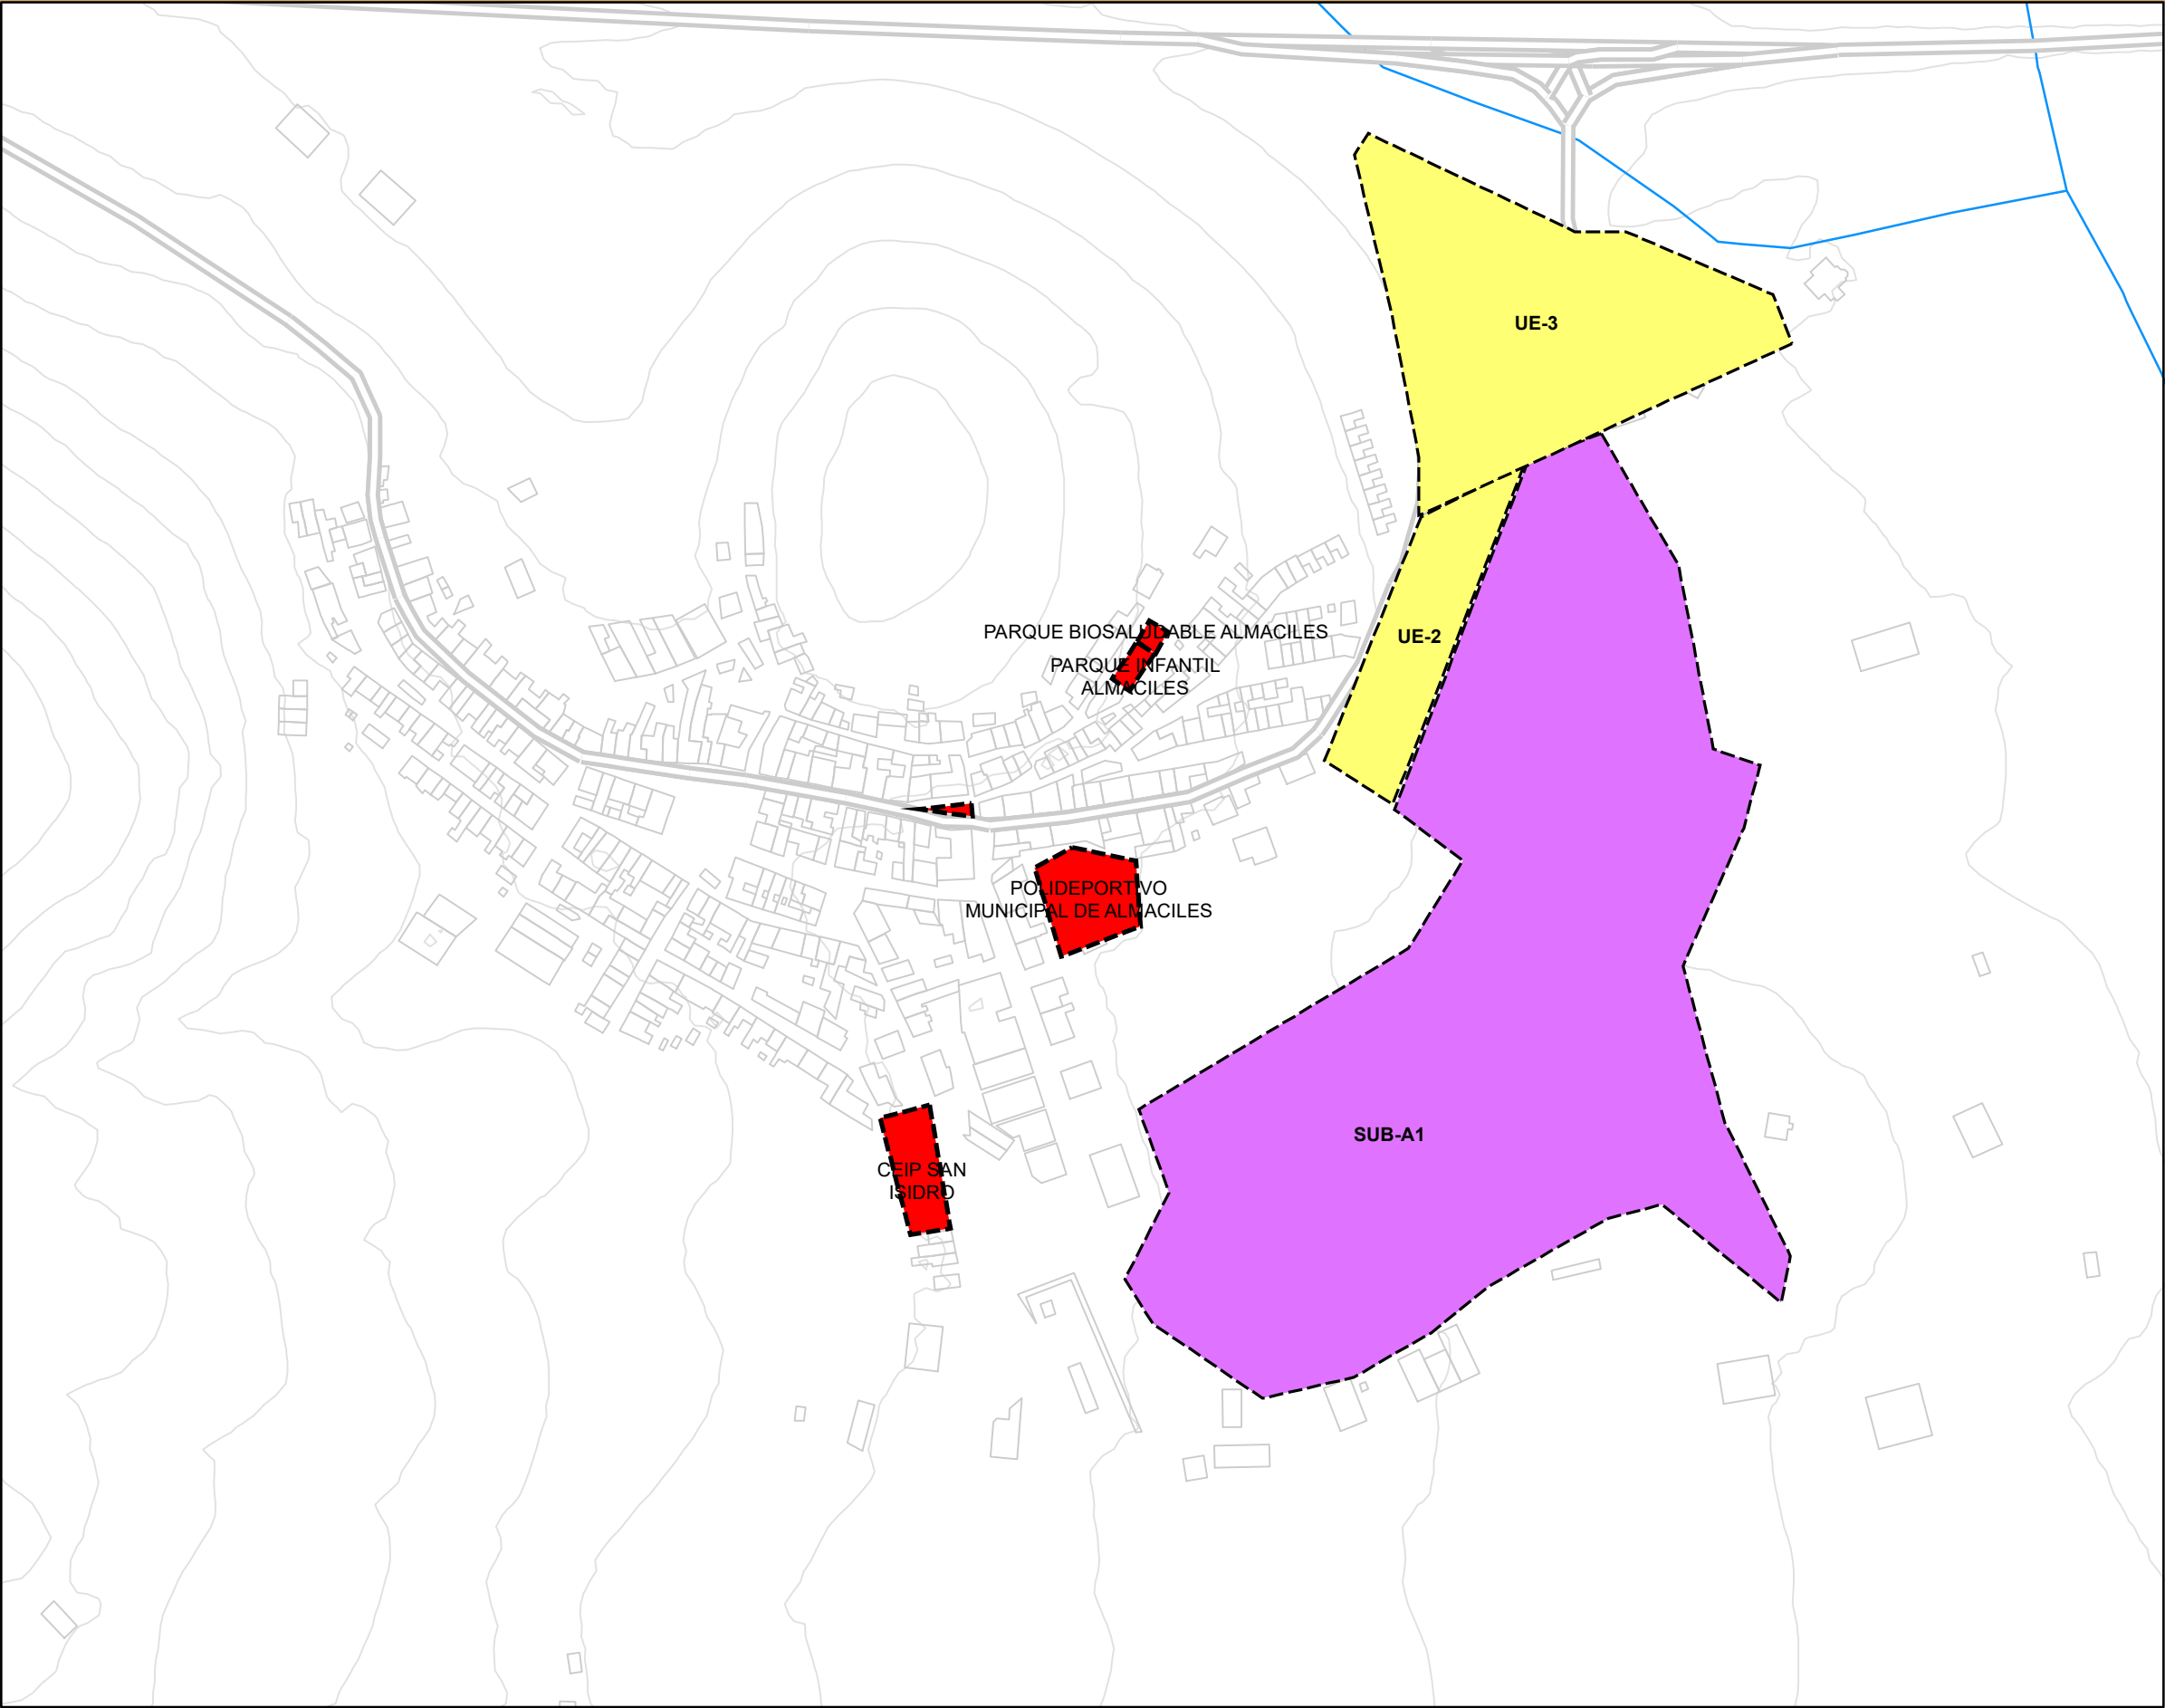 UE-3
PARQUE BIOSALUDABLE ALMACILES
UE-2
PARQUE INFANTIL
ALMACILES
POLIDEPORTIVO
MUNICIPAL DE ALMACILES
SUB-A1
CEIP SAN
ISIDRO